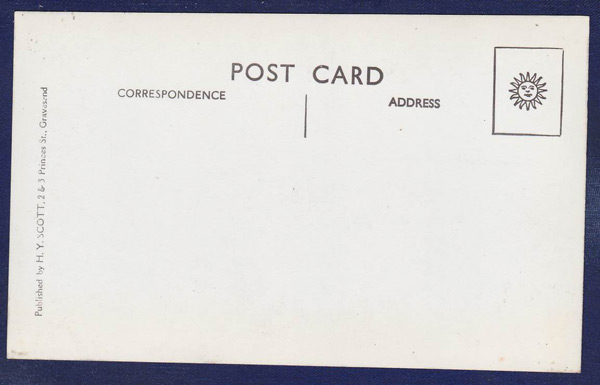 POST CARD
CORRESPONDENCE
ADDRESS
Published by H. Y. SCOTT, 2 & 3 Princes St., Gravesend